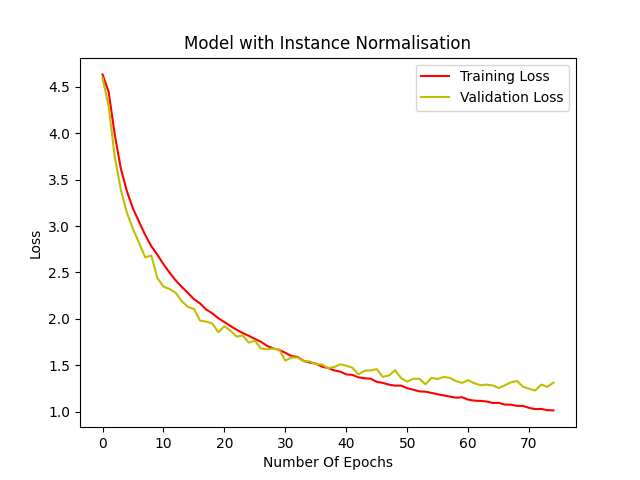 Model with Instance Normalisation
Training Loss
Validation Loss
4.5
4.0
3.5
3.0
2.5
2.0
1.5
1.0
Loss
0 10 20 30 40 50 60 70
Number Of Epochs